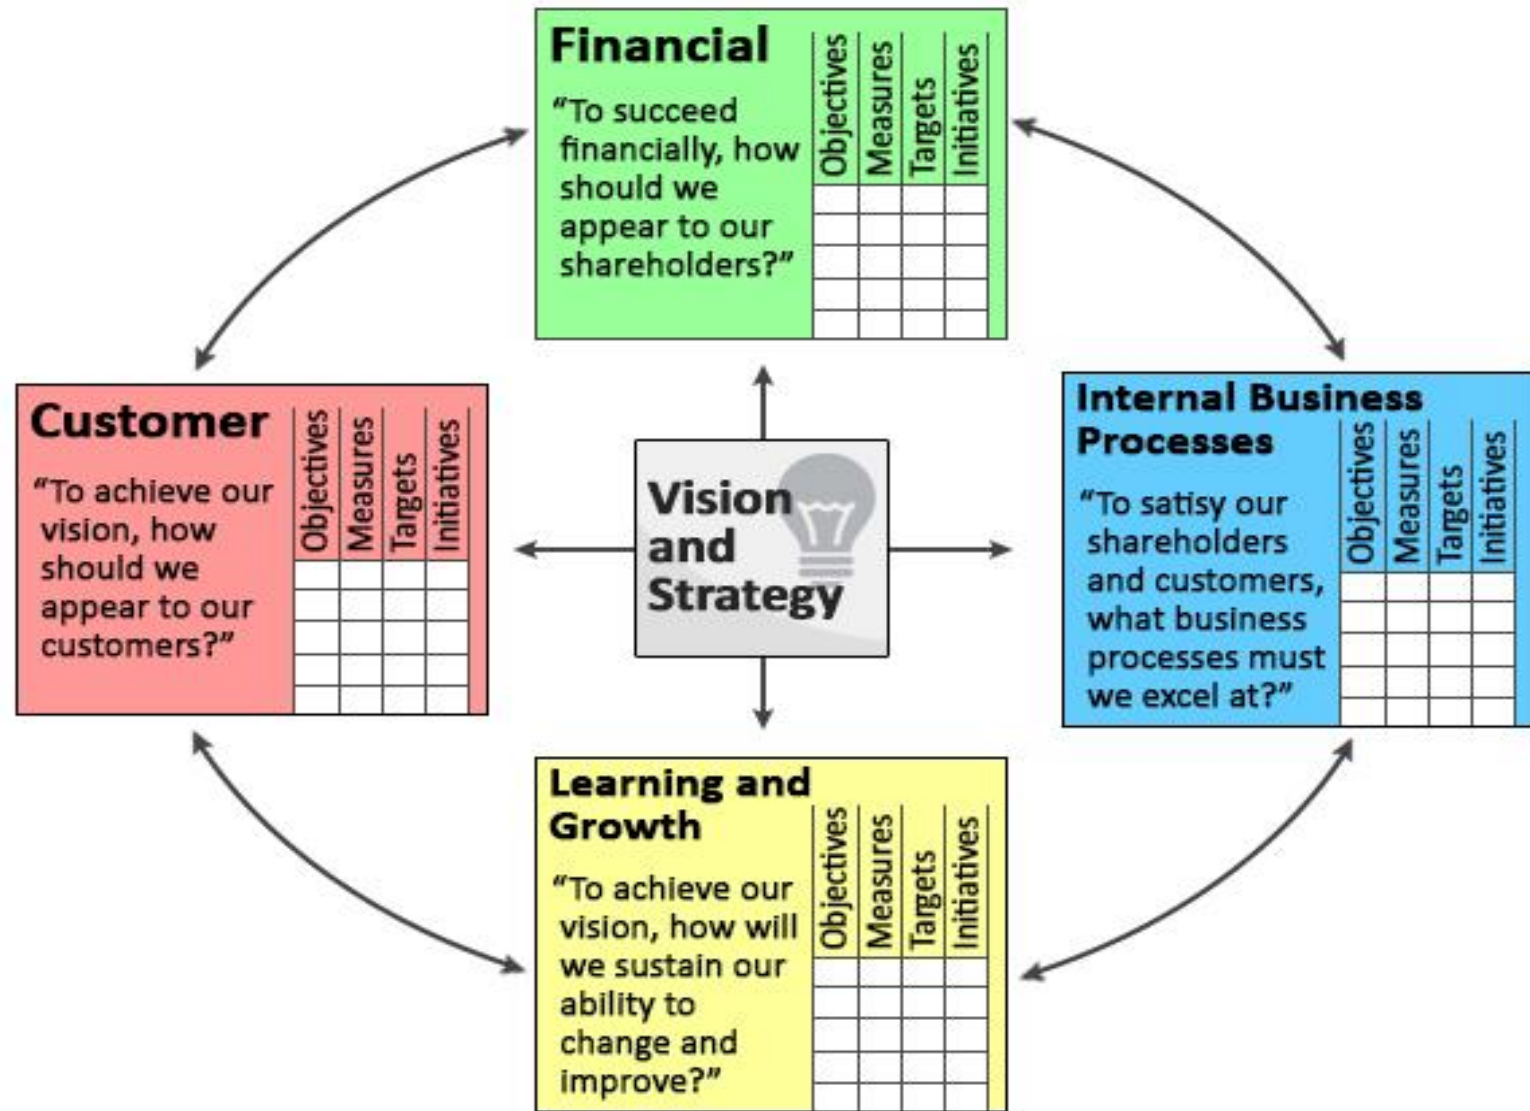 Financial
“To succeed
financially, how
should we
appear to our
shareholders?”
Objectives
Measures
Targets
Initiatives
Customer
“To achieve our
vision, how
should we
appear to our
customers?”
Objectives
Measures
Targets
Initiatives
Vision
and
Strategy
Internal Business
Processes
“To satisy our
shareholders
and customers,
what business
processes must
we excel at?”
Objectives
Measures
Targets
Initiatives
Learning and
Growth
“To achieve our
vision, how will
we sustain our
ability to
change and
improve?”
Objectives
Measures
Targets
Initiatives